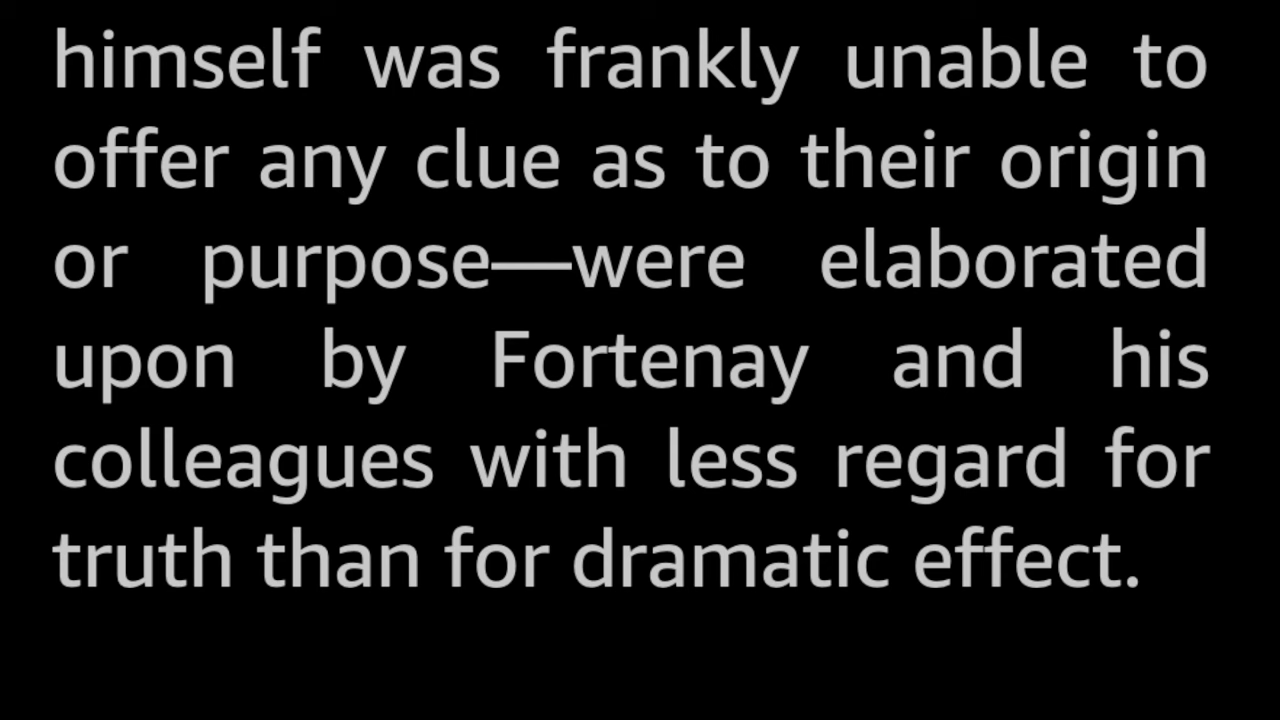 himself was frankly unable to
offer any clue as to their origin
or purpose—were elaborated
upon by Fortenay and his
colleagues with less regard for
truth than for dramatic effect.